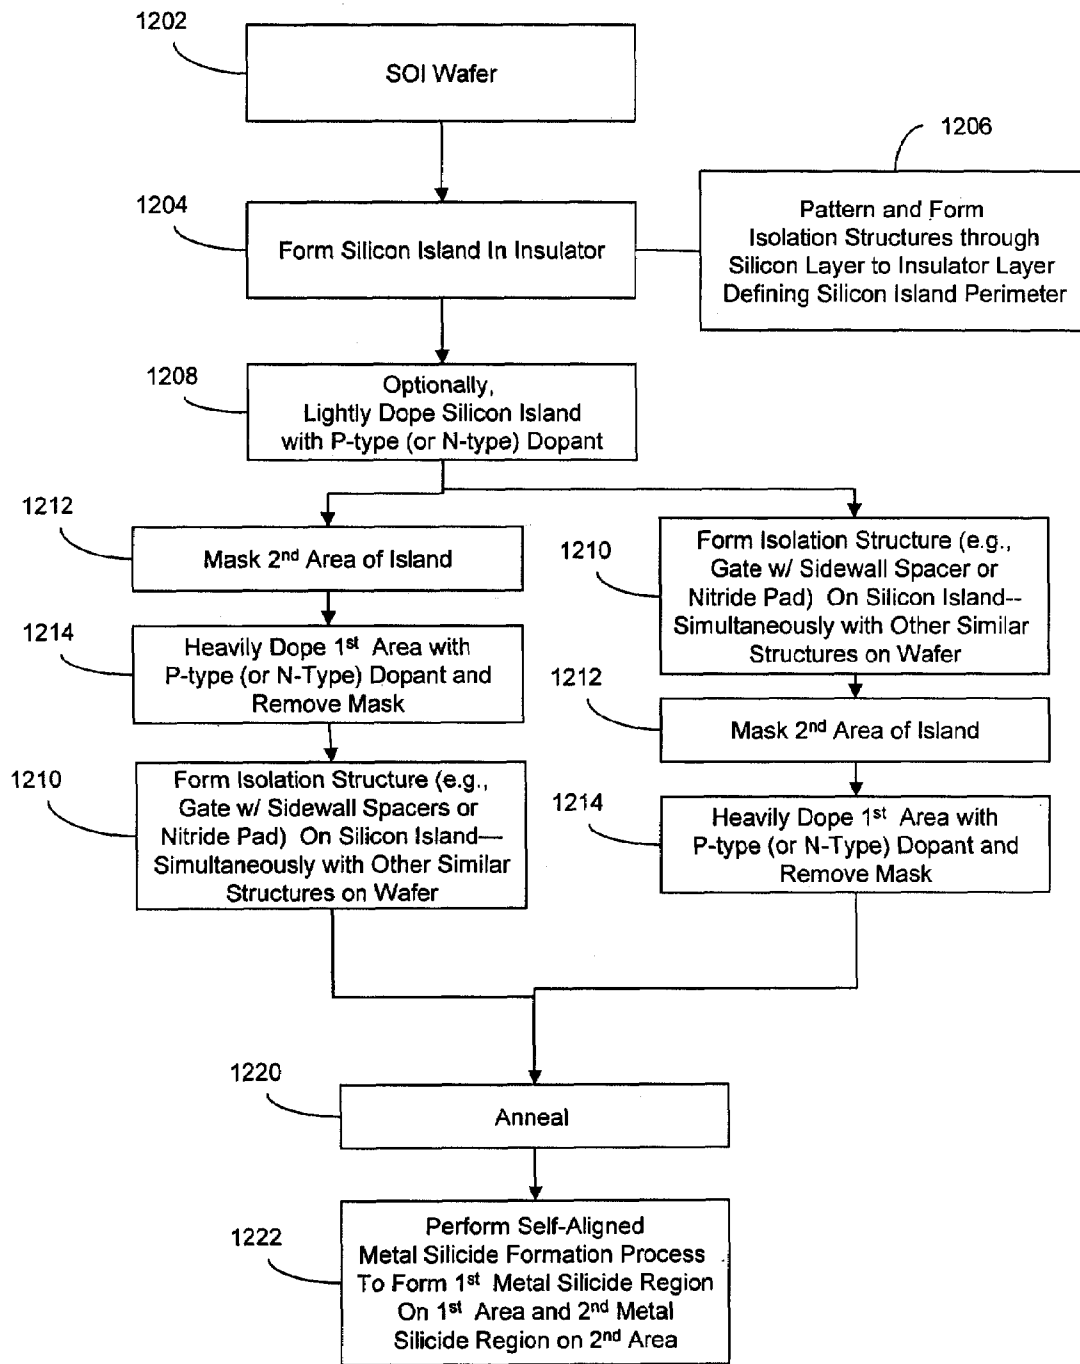 1202
SOI Wafer
1206
1204
Form Silicon Island In Insulator
Pattern and Form
Isolation Structures through
Silicon Layer to Insulator Layer
Defining Silicon Island Perimeter
1208
Optionally,
Lightly Dope Silicon Island
with P-type (or N-type) Dopant
1212
Mask 2nd Area of Island
1214
Heavily Dope 1st Area with
P-type (or N-Type) Dopant and
Remove Mask
1210
Form Isolation Structure (e.g.,
Gate w/ Sidewall Spacers or
Nitride Pad) On Silicon Island—
Simultaneously with Other Similar
Structures on Wafer
1210
Form Isolation Structure (e.g.,
Gate w/ Sidewall Spacer or
Nitride Pad) On Silicon Island--
Simultaneously with Other Similar
Structures on Wafer
1212
Mask 2nd Area of Island
1214
Heavily Dope 1st Area with
P-type (or N-Type) Dopant and
Remove Mask
1220
Anneal
1222
Perform Self-Aligned
Metal Silicide Formation Process
To Form 1st Metal Silicide Region
On 1st Area and 2nd Metal
Silicide Region on 2nd Area